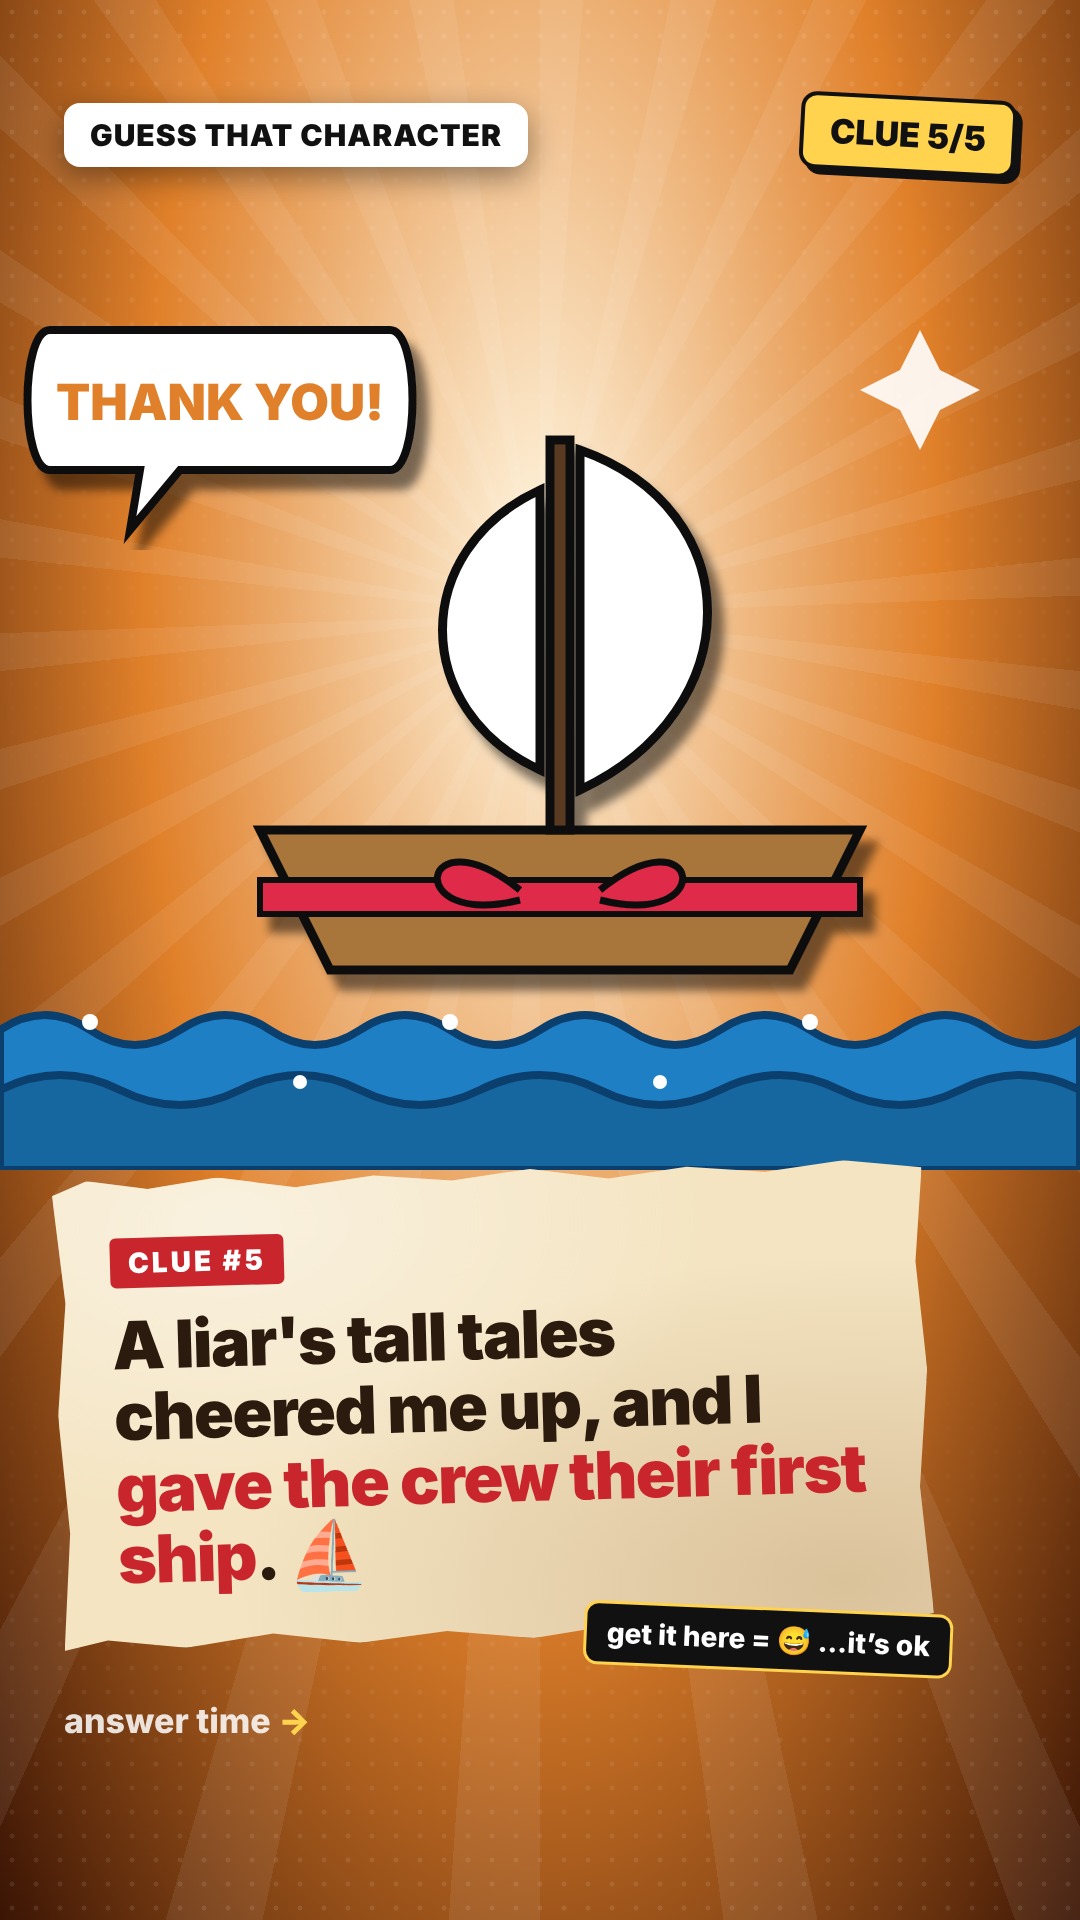 GUESS THAT CHARACTER
CLUE 5/5
THANK YOU!
CLUE #5
A liar's tall tales
cheered me up, and I
gave the crew their first
ship. ⛵
get it here = 😅 ...it's ok
answer time →